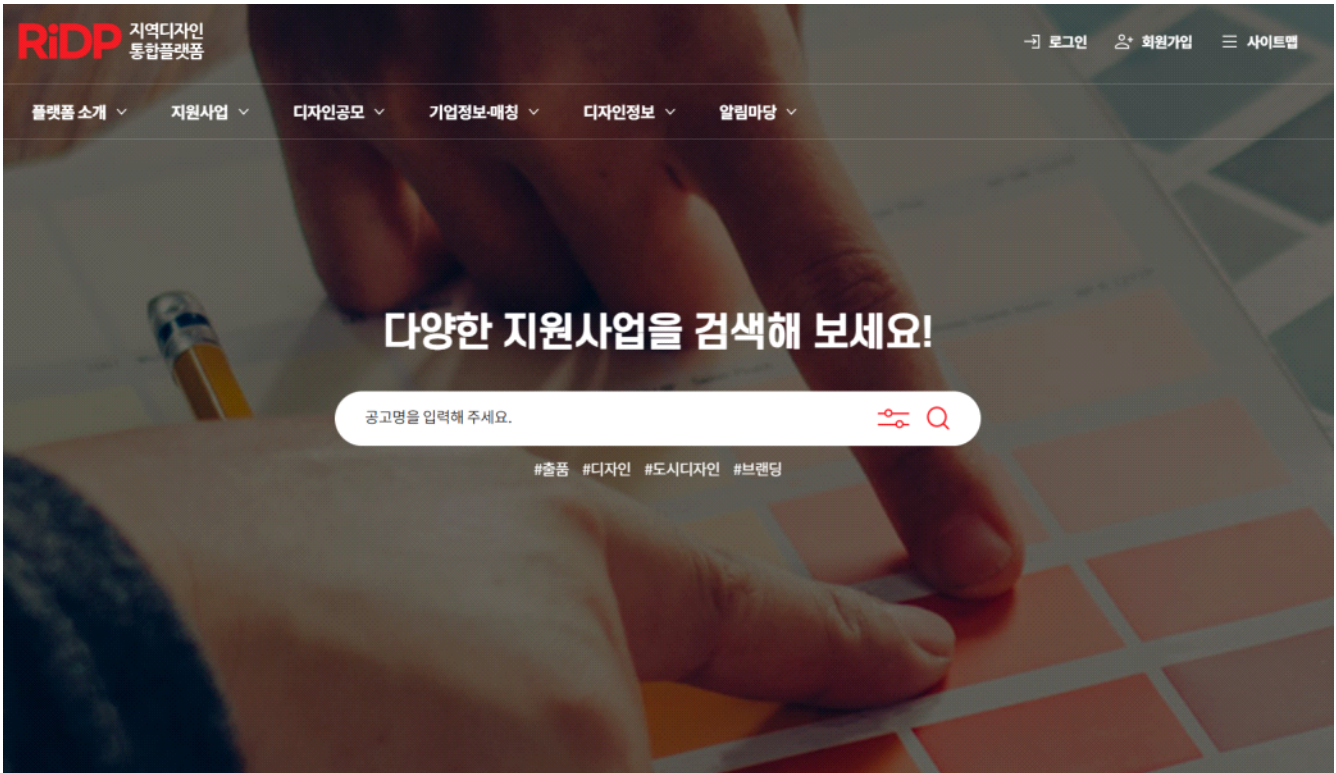 RiDP 지역디자인
통합플랫폼
로그인 회원가입 사이트맵
플랫폼 소개 지원사업 디자인공모 기업정보·매칭 디자인정보 알림마당
다양한 지원사업을 검색해 보세요!
공고명을 입력해 주세요.
#출품 #디자인 #도시디자인 #브랜딩